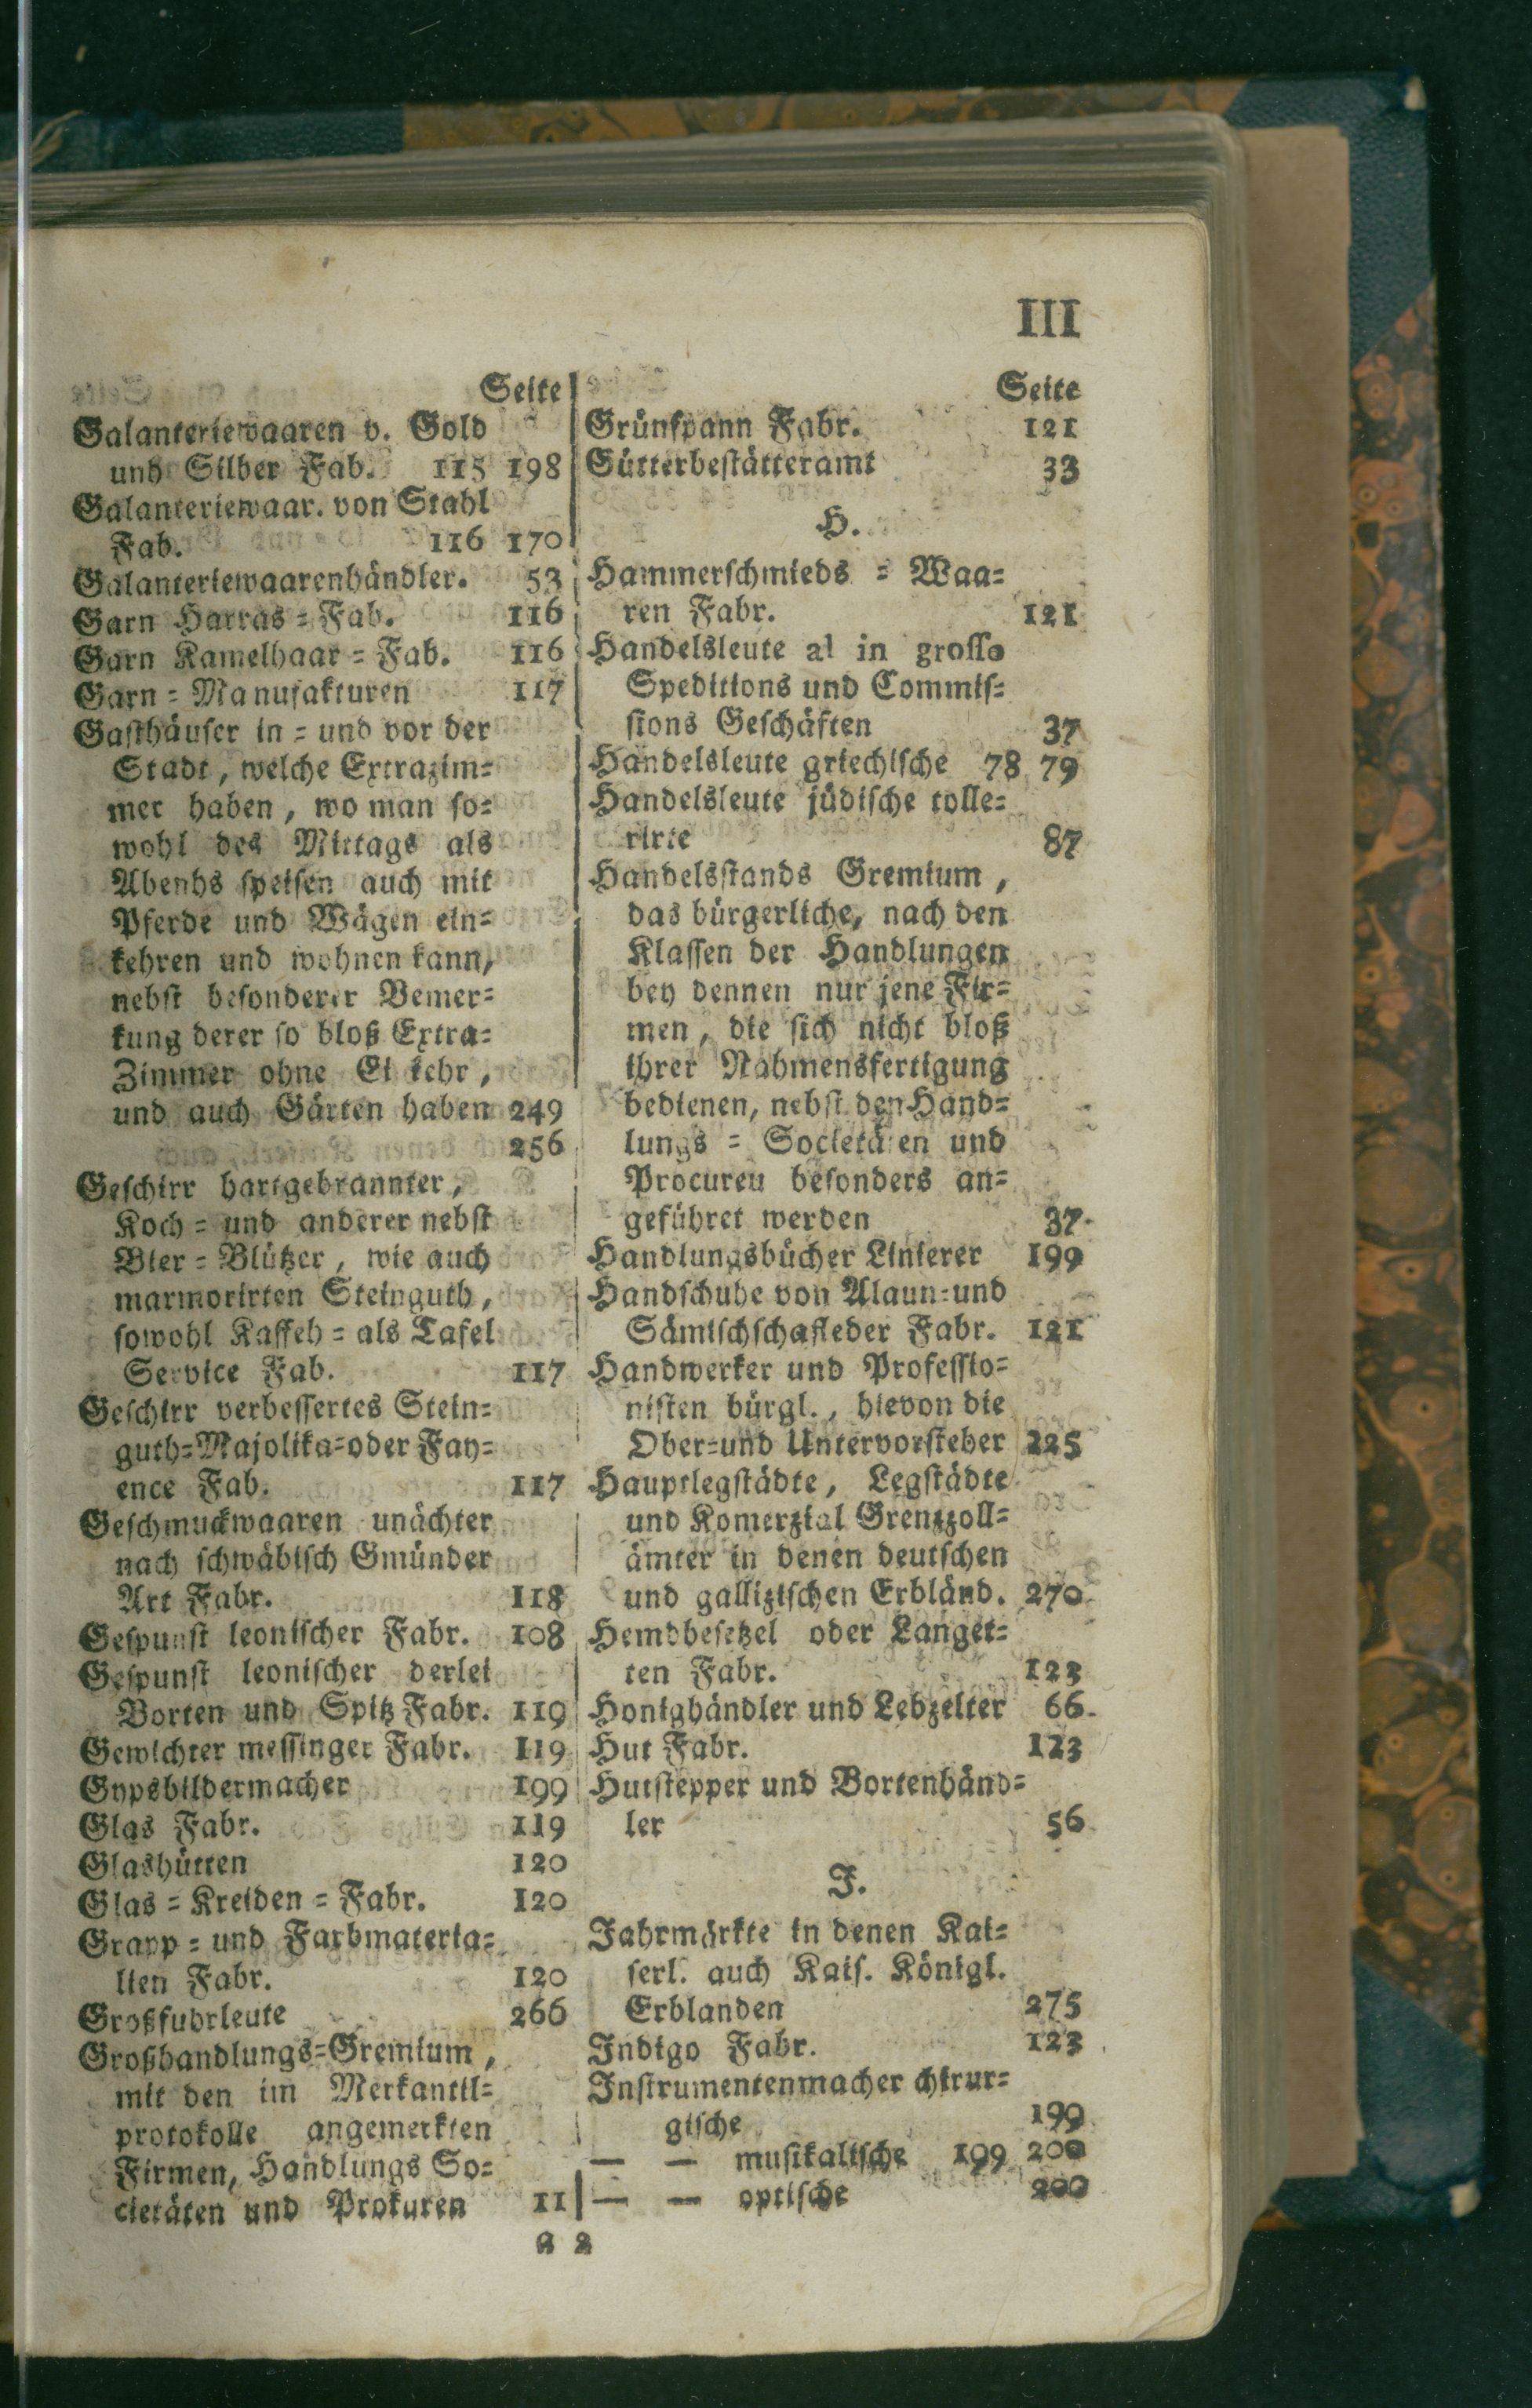 III
Seite
Galanteriewaaren v. Gold
und Silber Fab. 115 198
Galanteriewaar. von Stahl
Fab. 116 170
Galanteriewaarenhändler. 53
Garn Harras = Fab. 116
Garn Kamelhaar = Fab. 116
Garn = Manufakturen 117
Gasthäuser in = und vor der
Stadt, welche Extrazim=
mer haben, wo man so=
wohl des Mittags als
Abends speisen auch mit
Pferde und Wägen ein=
kehren und wohnen kann,
nebst besonderer Bemer=
kung derer so bloß Extra=
Zimmer ohne Ei kehr,
und auch Gärten haben 249
256
Geschirr hartgebrannter,
Koch = und anderer nebst
Bier = Blützer, wie auch
marmorirten Steinguth,
sowohl Kaffeh = als Tafel
Service Fab. 117
Geschirr verbessertes Stein=
guth=Majolika=oder Fay=
ence Fab. 117
Geschmuckwaaren unächter
nach schwäbisch Gmünder
Art Fabr. 118
Gespunst leonischer Fabr. 108
Gespunst leonischer derlei
Borten und Spitz Fabr. 119
Gewichter messinger Fabr. 119
Gypsbildermacher 199
Glas Fabr. 119
Glashütten 120
Glas = Kreiden = Fabr. 120
Grapp = und Farbmateria=
lien Fabr. 120
Großfuhrleute 266
Großhandlungs=Gremium,
mit den im Merkantil=
protokolle angemerkten
Firmen, Handlungs So=
cietäten und Prokuren 11
Seite
Grünspann Fabr. 121
Gütterbestätteramt 33
H.
Hammerschmieds = Waa=
ren Fabr. 121
Handelsleute al in grosso
Speditions und Commis=
sions Geschäften 37
Handelsleute griechische 78 79
Handelsleute jüdische tolle=
rirte 87
Handelsstands Gremium,
das bürgerliche, nach den
Klassen der Handlungen
bey dennen nur jene Fir=
men, die sich nicht bloß
ihrer Nahmensfertigung
bedienen, nebst den Hand=
lungs = Societäten und
Procureu besonders an=
geführet werden 37
Handlungsbücher Linierer 199
Handschuhe von Alaun=und
Sämischschafleder Fabr. 121
Handwerker und Professio=
nisten bürgl., hievon die
Ober=und Untervorsteher 225
Hauptlegstädte, Legstädte
und Komerzial Grenzzoll=
ämter in denen deutschen
und gallizischen Erbländ. 270
Hemdbesetzel oder Langet=
ten Fabr. 123
Honighändler und Lebzelter 66
Hut Fabr. 123
Hutstepper und Bortenhänd=
ler 56
J.
Jahrmärkte in denen Kai=
serl. auch Kais. Königl.
Erblanden 275
Indigo Fabr. 123
Instrumentenmacher chirur=
gische 199
— — musikalische 199 200
— — optische 200
a 2